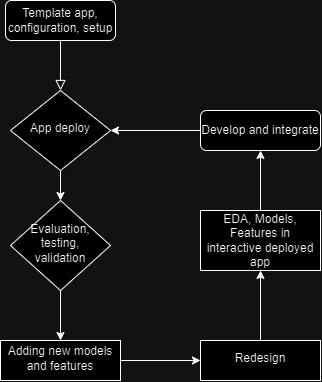 Template app,
configuration, setup
App deploy
Develop and integrate
Evaluation,
testing,
validation
EDA, Models,
Features in
interactive deployed
app
Adding new models
and features
Redesign